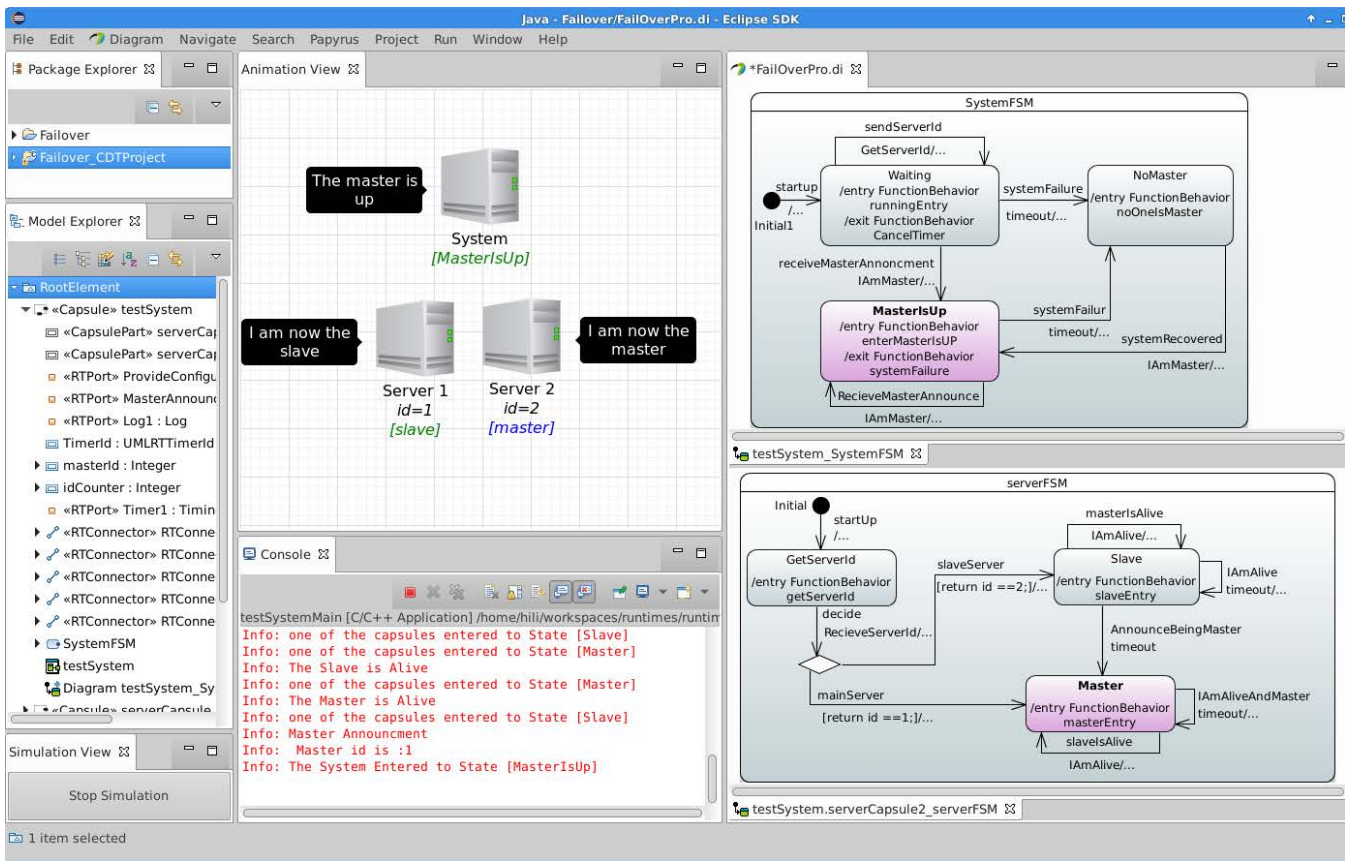 Java - Failover/FailOverPro.di - Eclipse SDK
File Edit Diagram Navigate Search Papyrus Project Run Window Help
Package Explorer
Failover
Failover_CDTProject
Model Explorer
RootElement
«Capsule» testSystem
«CapsulePart» serverCap
«CapsulePart» serverCap
«RTPort» ProvideConfigu
«RTPort» MasterAnnoun
«RTPort» Log1 : Log
TimerId : UMLRTTimerId
masterId : Integer
idCounter : Integer
«RTPort» Timer1 : Timin
«RTConnector» RTConne
«RTConnector» RTConne
«RTConnector» RTConne
«RTConnector» RTConne
«RTConnector» RTConne
SystemFSM
testSystem
Diagram testSystem_Sy
«Capsule» serverCapsule
Simulation View
Stop Simulation
1 item selected
Animation View
The master is
up
System
[MasterIsUp]
I am now the
slave
I am now the
master
Server 1
id=1
[slave]
Server 2
id=2
[master]
Console
testSystemMain [C/C++ Application] /home/hili/workspaces/runtimes/runtim
Info: one of the capsules entered to State [Slave]
Info: one of the capsules entered to State [Master]
Info: The Slave is Alive
Info: one of the capsules entered to State [Master]
Info: The Master is Alive
Info: one of the capsules entered to State [Slave]
Info: Master Announcment
Info: Master id is :1
Info: The System Entered to State [MasterIsUp]
*FailOverPro.di
SystemFSM
sendServerId
GetServerId/...
startup
/...
Initial1
Waiting
/entry FunctionBehavior
runningEntry
/exit FunctionBehavior
CancelTimer
systemFailure
timeout/...
NoMaster
/entry FunctionBehavior
noOneIsMaster
receiveMasterAnnoncment
IAmMaster/...
MasterIsUp
/entry FunctionBehavior
enterMasterIsUP
/exit FunctionBehavior
systemFailure
systemFailur
timeout/...
systemRecovered
IAmMaster/...
RecieveMasterAnnounce
IAmMaster/...
testSystem_SystemFSM
serverFSM
Initial
startUp
/...
GetServerId
/entry FunctionBehavior
getServerId
decide
RecieveServerId/...
slaveServer
[return id ==2;]/...
masterIsAlive
IAmAlive/...
Slave
/entry FunctionBehavior
slaveEntry
IAmAlive
timeout/...
AnnounceBeingMaster
timeout
mainServer
[return id ==1;]/...
Master
/entry FunctionBehavior
masterEntry
IAmAliveAndMaster
timeout/...
slaveIsAlive
IAmAlive/...
testSystem.serverCapsule2_serverFSM